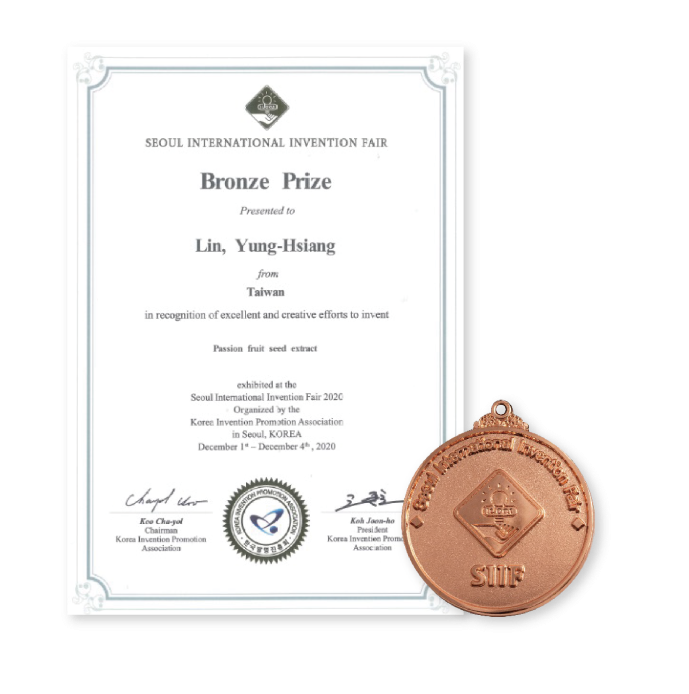 SEOUL INTERNATIONAL INVENTION FAIR
Bronze Prize
Presented to
Lin, Yung-Hsiang
from
Taiwan
in recognition of excellent and creative efforts to invent
Passion fruit seed extract
exhibited at the
Seoul International Invention Fair 2020
Organized by the
Korea Invention Promotion Association
in Seoul, KOREA
December 1st – December 4th, 2020
Koo Cha-yol
Chairman
Korea Invention Promotion
Association
KOREA INVENTION PROMOTION ASSOCIATION
한국발명진흥회
Koh Joon-ho
President
Korea Invention Promo
Association
Seoul International Invention Fair
SIIF